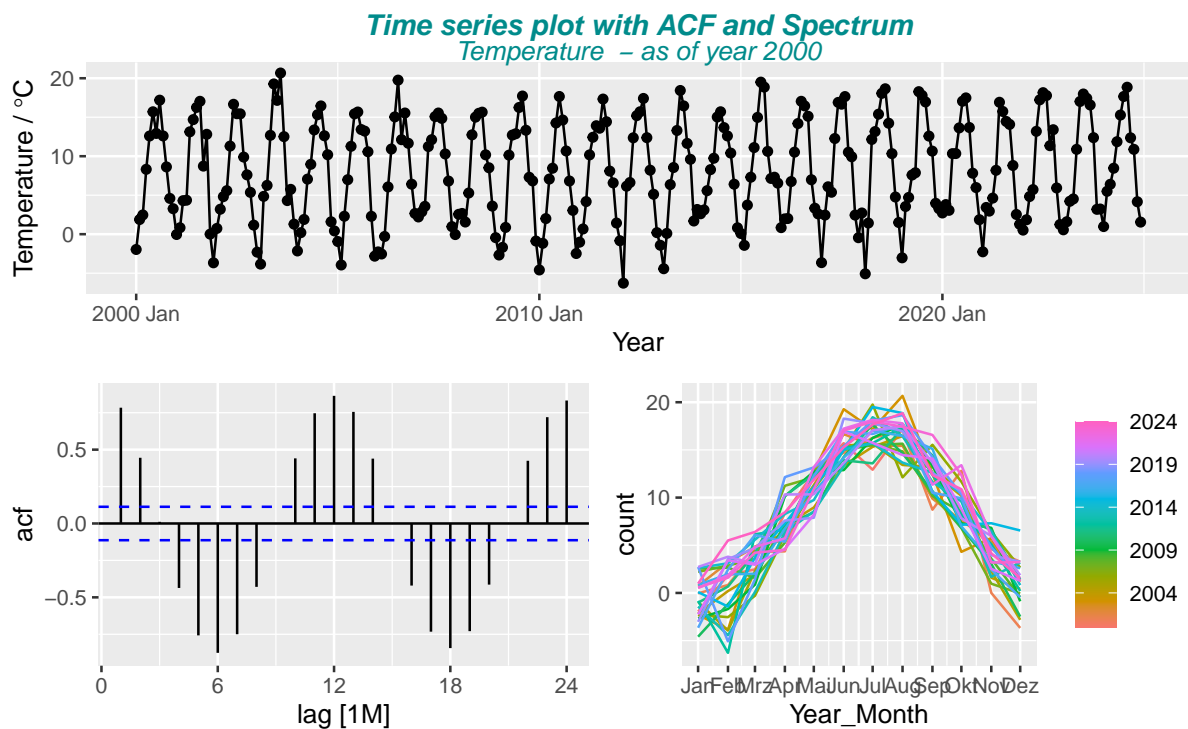 Time series plot with ACF and Spectrum
Temperature – as of year 2000
Temperature / °C
20
10
0
2000 Jan
2010 Jan
2020 Jan
Year
acf
0.5
0.0
−0.5
0
6
12
18
24
lag [1M]
count
20
10
0
Jan
Feb
Mrz
Apr
Mai
Jun
Jul
Aug
Sep
Okt
Nov
Dez
Year_Month
2024
2019
2014
2009
2004